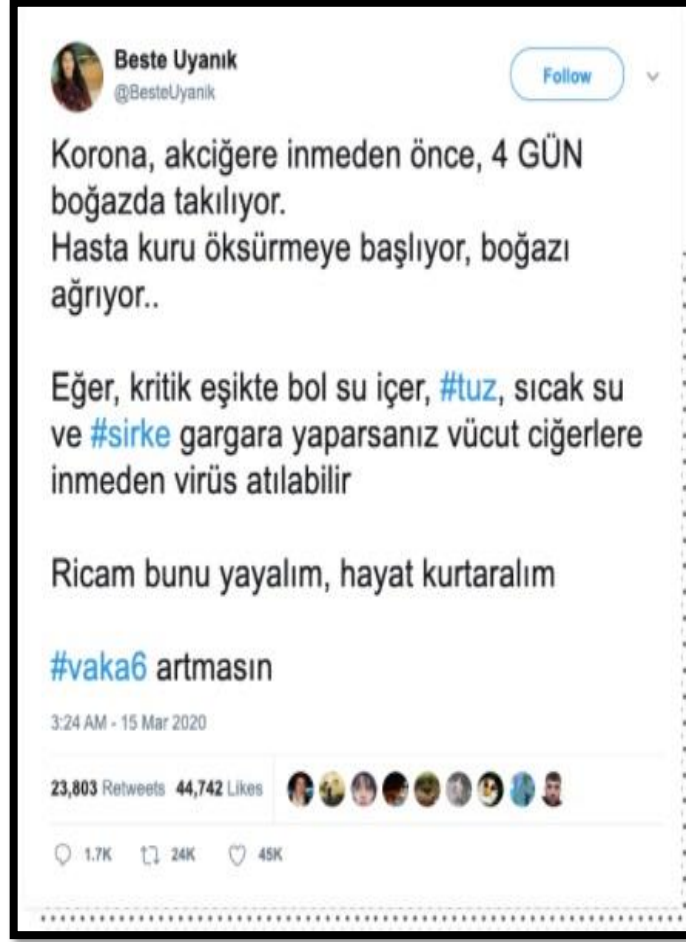 Beste Uyanık
@BesteUyanik
Follow
Korona, akciğere inmeden önce, 4 GÜN
boğazda takılıyor.
Hasta kuru öksürmeye başlıyor, boğazı
ağrıyor..
Eğer, kritik eşikte bol su içer, #tuz, sıcak su
ve #sirke gargara yaparsanız vücut ciğerlere
inmeden virüs atılabilir
Ricam bunu yayalım, hayat kurtaralım
#vaka6 artmasın
3:24 AM - 15 Mar 2020
23,803 Retweets 44,742 Likes
1.7K 24K 45K